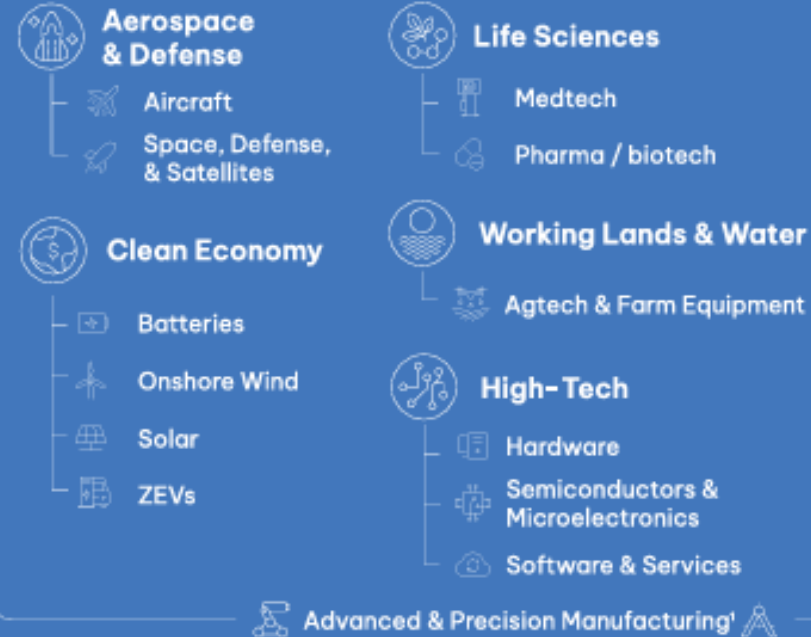 Aerospace
& Defense
Aircraft
Space, Defense,
& Satellites
Clean Economy
Batteries
Onshore Wind
Solar
ZEVs
Life Sciences
Medtech
Pharma / biotech
Working Lands & Water
Agtech & Farm Equipment
High-Tech
Hardware
Semiconductors &
Microelectronics
Software & Services
Advanced & Precision Manufacturing¹